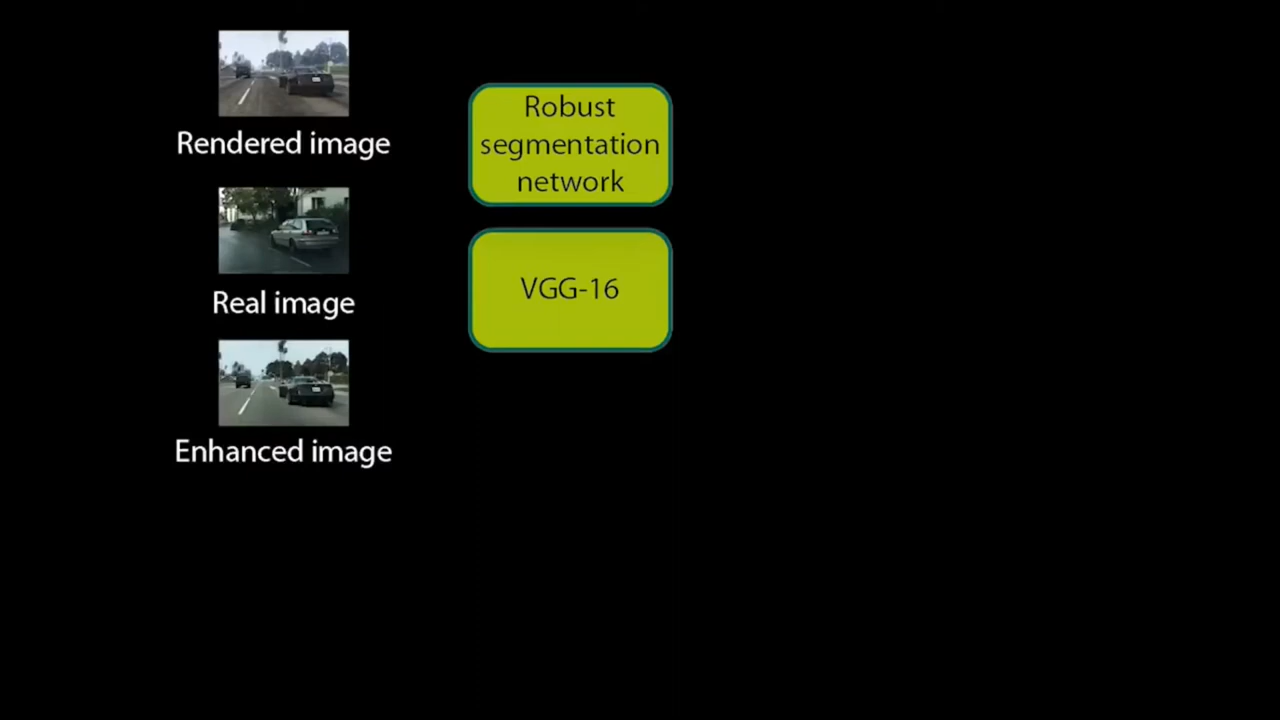 Rendered image
Robust
segmentation
network
Real image
VGG-16
Enhanced image